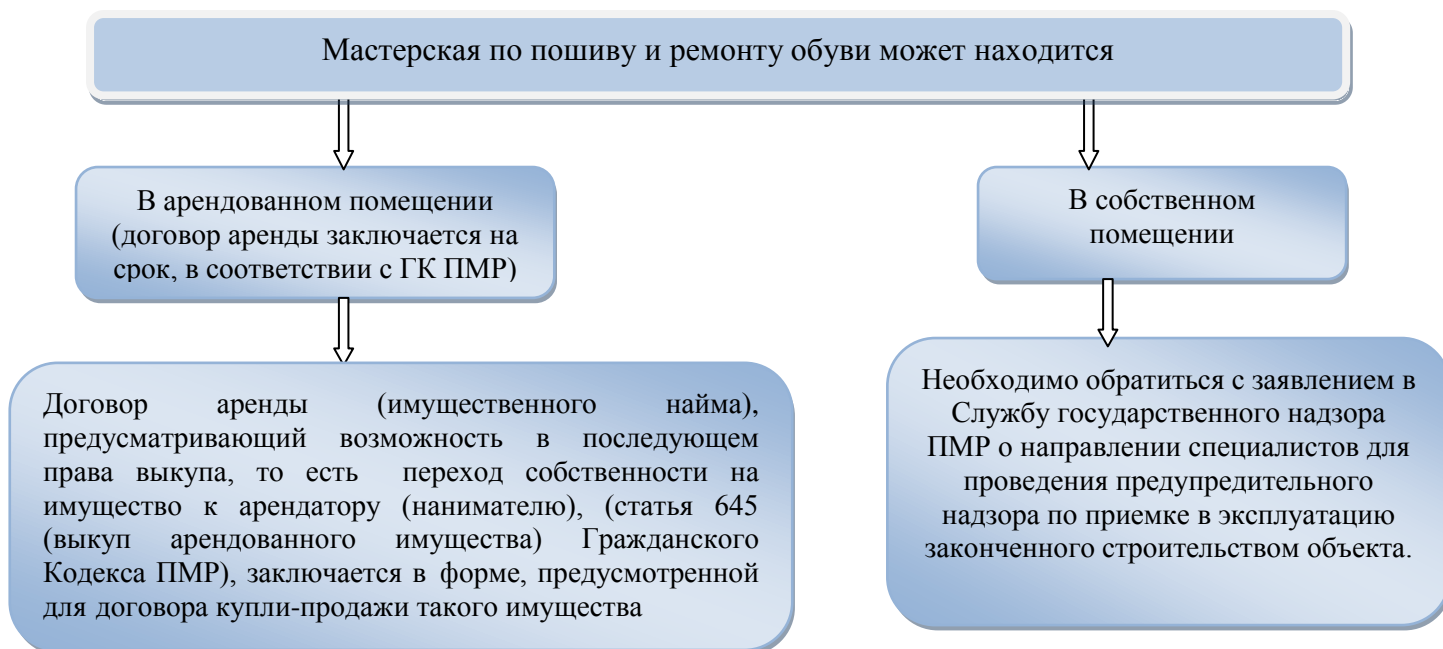 Мастерская по пошиву и ремонту обуви может находится
В арендованном помещении
(договор аренды заключается на
срок, в соответствии с ГК ПМР)
В собственном
помещении
Договор аренды (имущественного найма),
предусматривающий возможность в последующем
права выкупа, то есть переход собственности на
имущество к арендатору (нанимателю), (статья 645
(выкуп арендованного имущества) Гражданского
Кодекса ПМР), заключается в форме, предусмотренной
для договора купли-продажи такого имущества
Необходимо обратиться с заявлением в
Службу государственного надзора
ПМР о направлении специалистов для
проведения предупредительного
надзора по приемке в эксплуатацию
законченного строительством объекта.